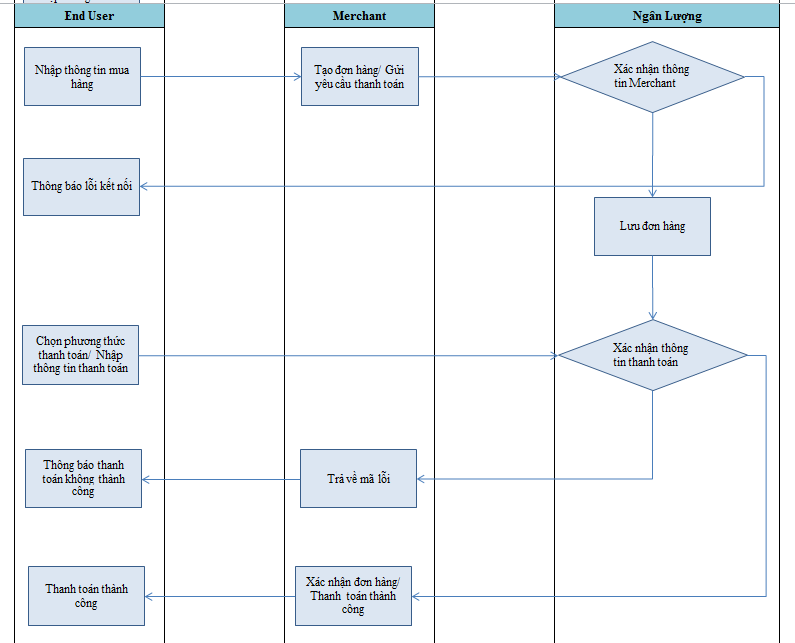 End User
Merchant
Ngân Lượng
Nhập thông tin mua
hàng
Tạo đơn hàng/ Gửi
yêu cầu thanh toán
Xác nhận thông
tin Merchant
Thông báo lỗi kết nối
Lưu đơn hàng
Chọn phương thức
thanh toán/ Nhập
thông tin thanh toán
Xác nhận thông
tin thanh toán
Thông báo thanh
toán không thành
công
Trả về mã lỗi
Thanh toán thành
công
Xác nhận đơn hàng/
Thanh toán thành
công